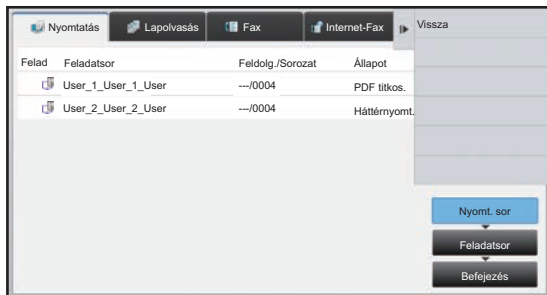 Nyomtatás Lapolvasás Fax Internet-Fax Vissza
Felad Feladatsor Feldolg./Sorozat Állapot
User_1_User_1_User ---/0004 PDF titkos.
User_2_User_2_User ---/0004 Háttérnyomt.
Nyomt. sor
Feladatsor
Befejezés